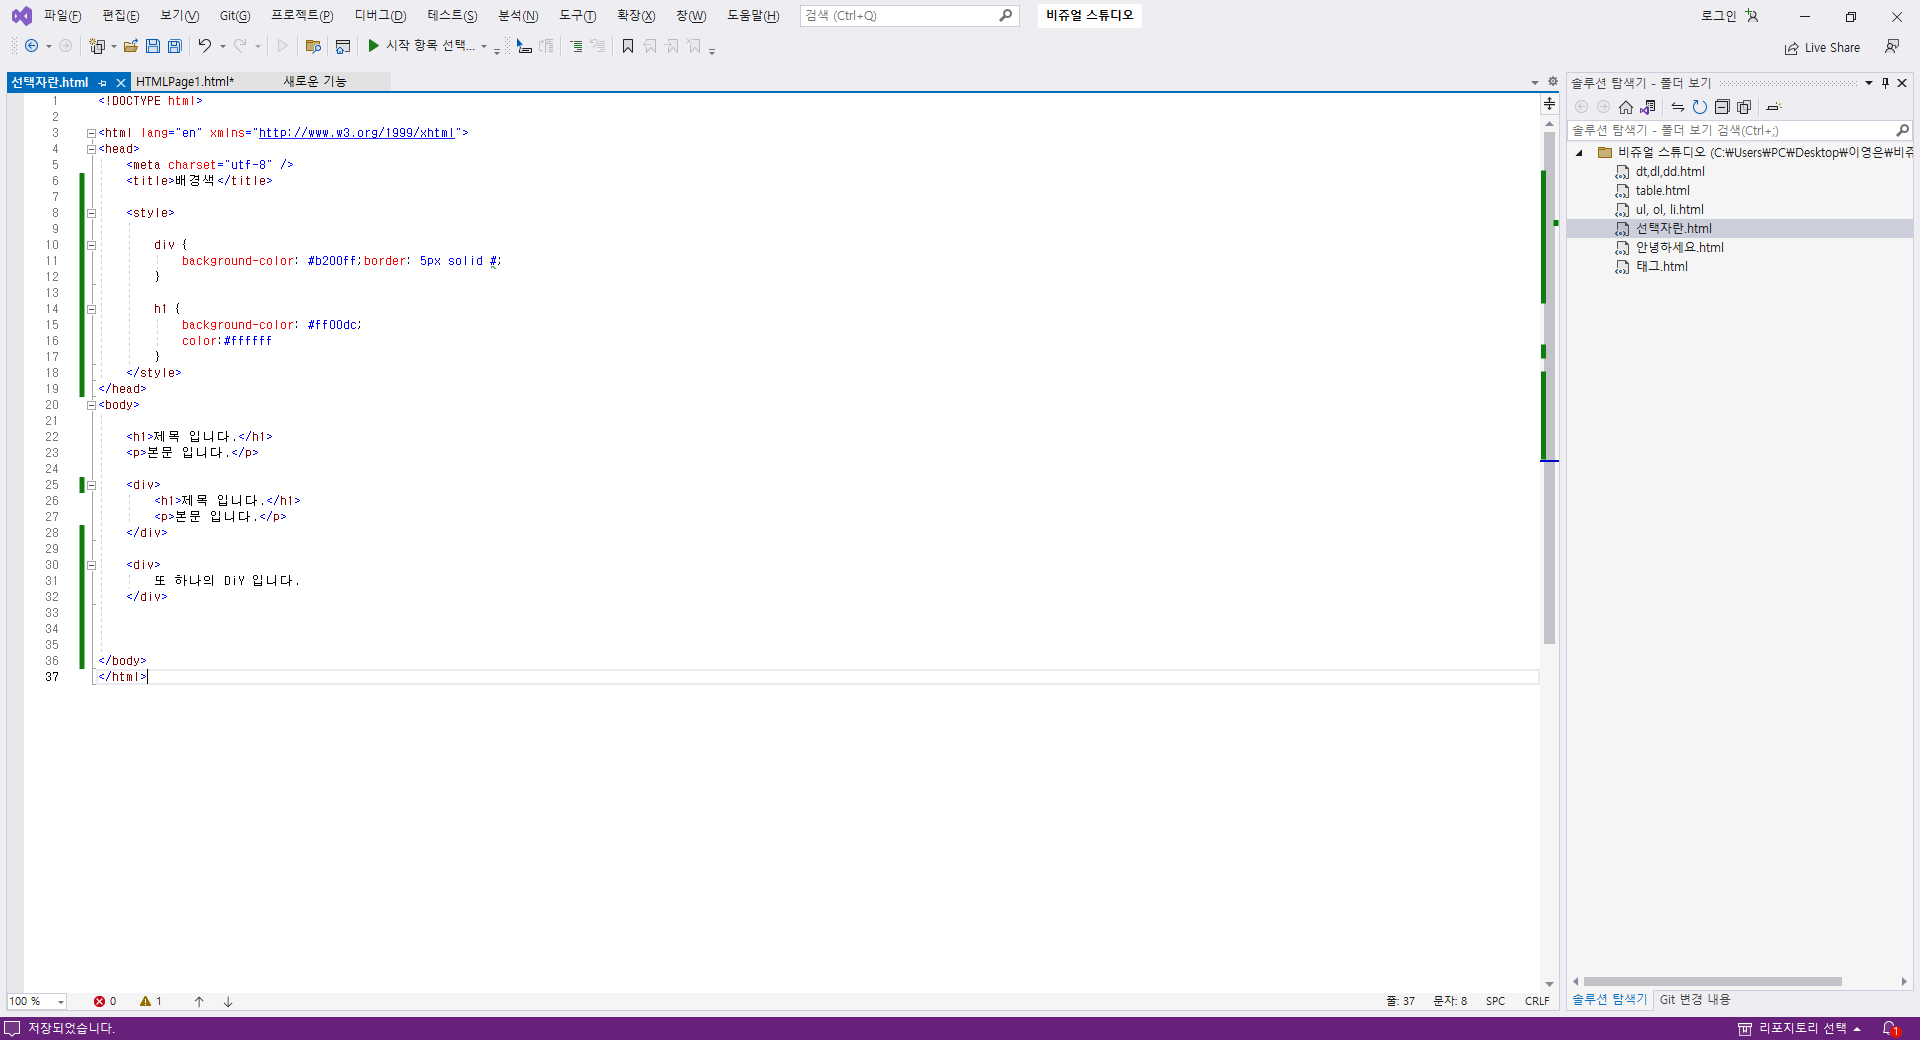 파일(F) 편집(E) 보기(V) Git(G) 프로젝트(P) 디버그(D) 테스트(S) 분석(N) 도구(T) 확장(X) 창(W) 도움말(H) 검색 (Ctrl+Q) 비쥬얼 스튜디오 로그인
시작 항목 선택... Live Share
선택자란.html HTMLPage1.html* 새로운 기능
1 <!DOCTYPE html>
2
3 <html lang="en" xmlns="http://www.w3.org/1999/xhtml">
4 <head>
5 <meta charset="utf-8" />
6 <title>배경색</title>
7
8 <style>
9
10 div {
11 background-color: #b200ff;border: 5px solid #;
12 }
13
14 h1 {
15 background-color: #ff00dc;
16 color:#ffffff
17 }
18 </style>
19 </head>
20 <body>
21
22 <h1>제목 입니다.</h1>
23 <p>본문 입니다.</p>
24
25 <div>
26 <h1>제목 입니다.</h1>
27 <p>본문 입니다.</p>
28 </div>
29
30 <div>
31 또 하나의 DiY 입니다.
32 </div>
33
34
35
36 </body>
37 </html>
100 % 0 1 줄: 37 문자: 8 SPC CRLF
솔루션 탐색기 - 폴더 보기
솔루션 탐색기 - 폴더 보기 검색(Ctrl+;)
비쥬얼 스튜디오 (C:₩Users₩PC₩Desktop₩이영은₩비쥬
dt,dl,dd.html
table.html
ul, ol, li.html
선택자란.html
안녕하세요.html
태그.html
솔루션 탐색기 Git 변경 내용
저장되었습니다. 리포지토리 선택 1